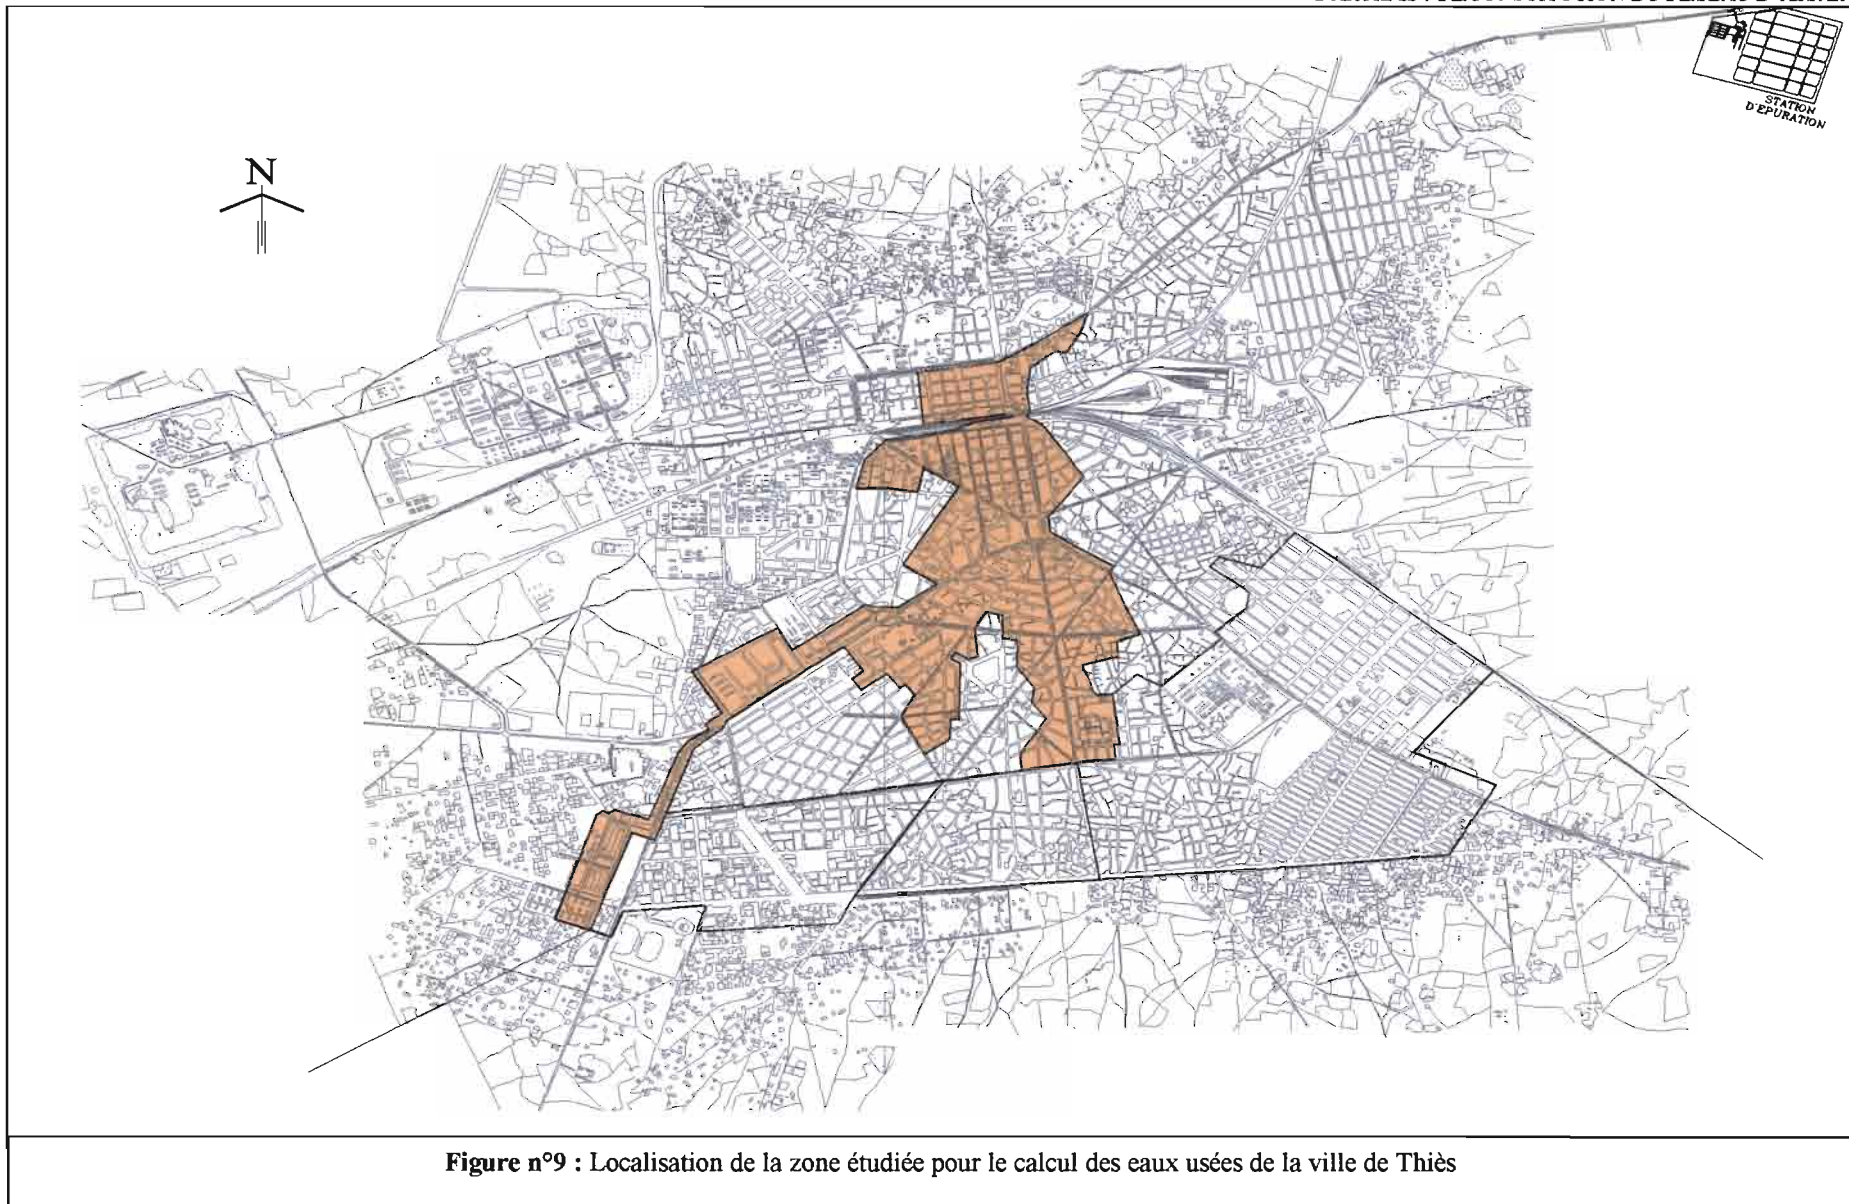 N
STATION
D'EPURATION
Figure n°9 : Localisation de la zone étudiée pour le calcul des eaux usées de la ville de Thiès